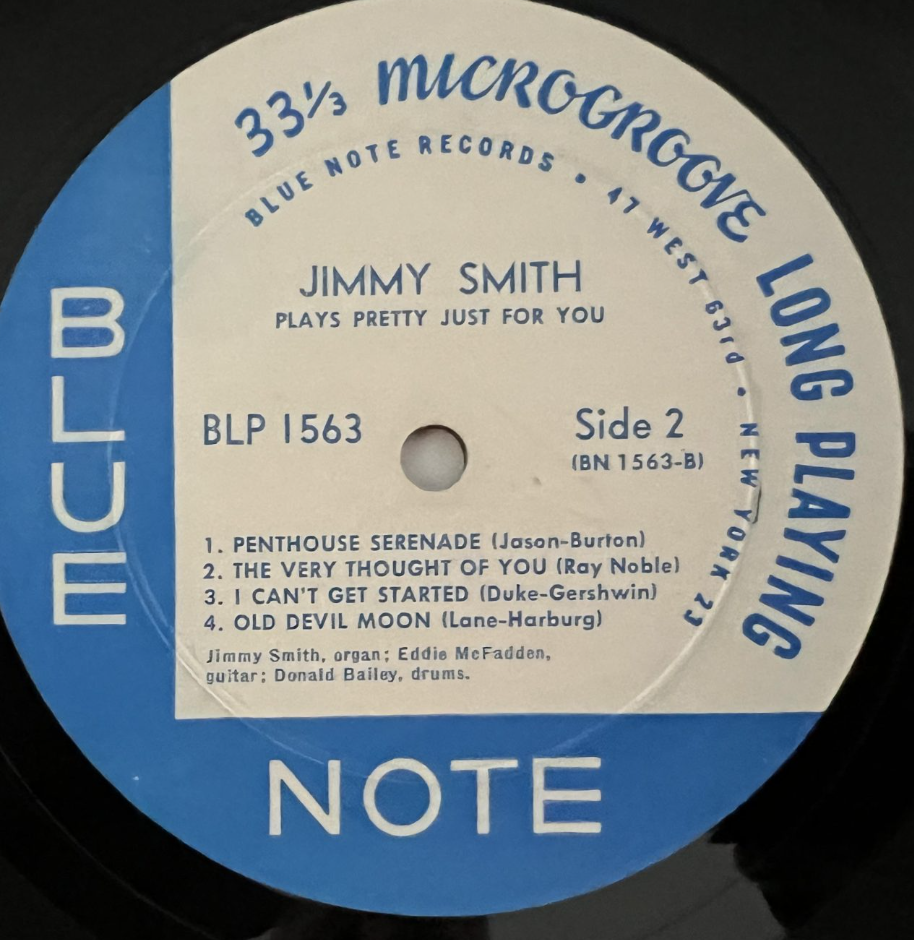 33⅓ MICROGROOVE LONG PLAYING
BLUE NOTE RECORDS • 47 WEST 63rd • NEW YORK 23
JIMMY SMITH
PLAYS PRETTY JUST FOR YOU
BLP 1563
Side 2
(BN 1563-B)
1. PENTHOUSE SERENADE (Jason-Burton)
2. THE VERY THOUGHT OF YOU (Ray Noble)
3. I CAN'T GET STARTED (Duke-Gershwin)
4. OLD DEVIL MOON (Lane-Harburg)
Jimmy Smith, organ; Eddie McFadden,
guitar; Donald Bailey, drums.
BLUE
NOTE